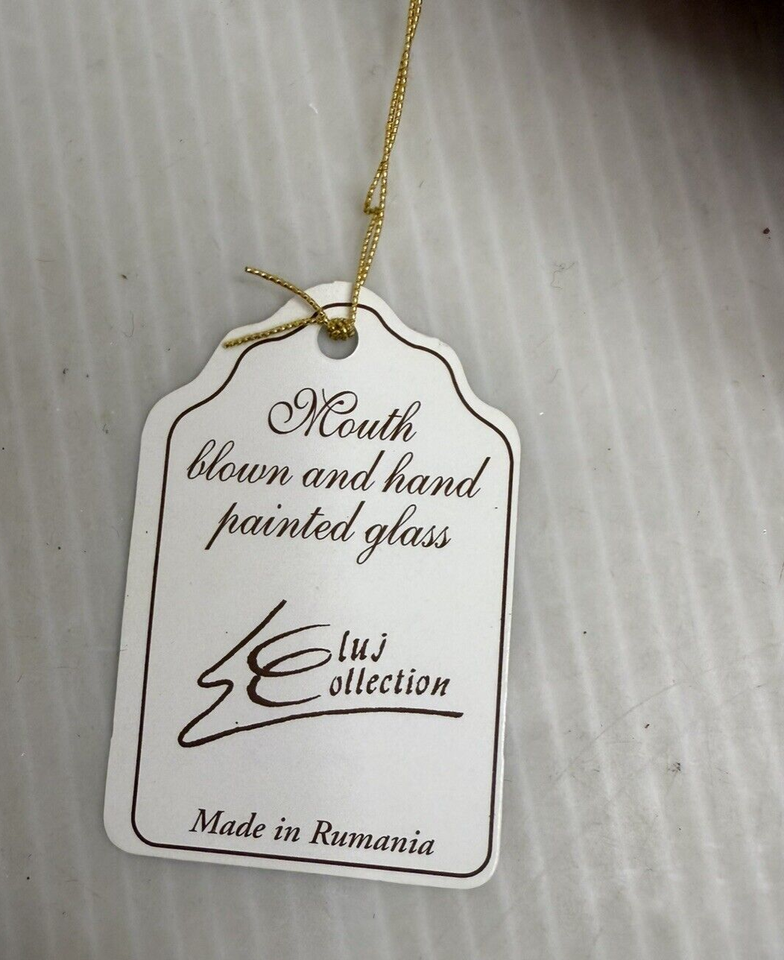 Mouth
blown and hand
painted glass
Cluj
Collection
Made in Rumania